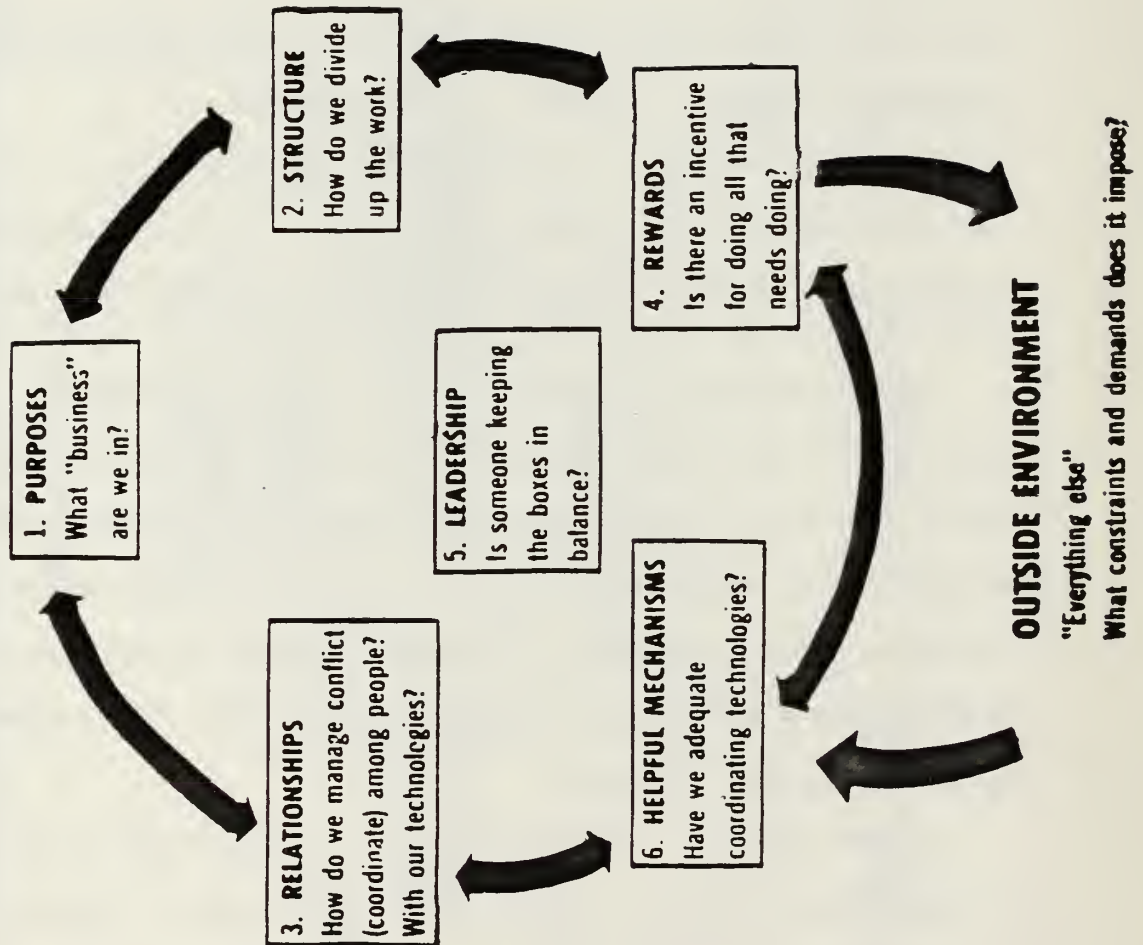 1. PURPOSES
What "business"
are we in?
2. STRUCTURE
How do we divide
up the work?
3. RELATIONSHIPS
How do we manage conflict
(coordinate) among people?
With our technologies?
4. REWARDS
Is there an incentive
for doing all that
needs doing?
5. LEADERSHIP
Is someone keeping
the boxes in
balance?
6. HELPFUL MECHANISMS
Have we adequate
coordinating technologies?
OUTSIDE ENVIRONMENT
"Everything else"
What constraints and demands does it impose?